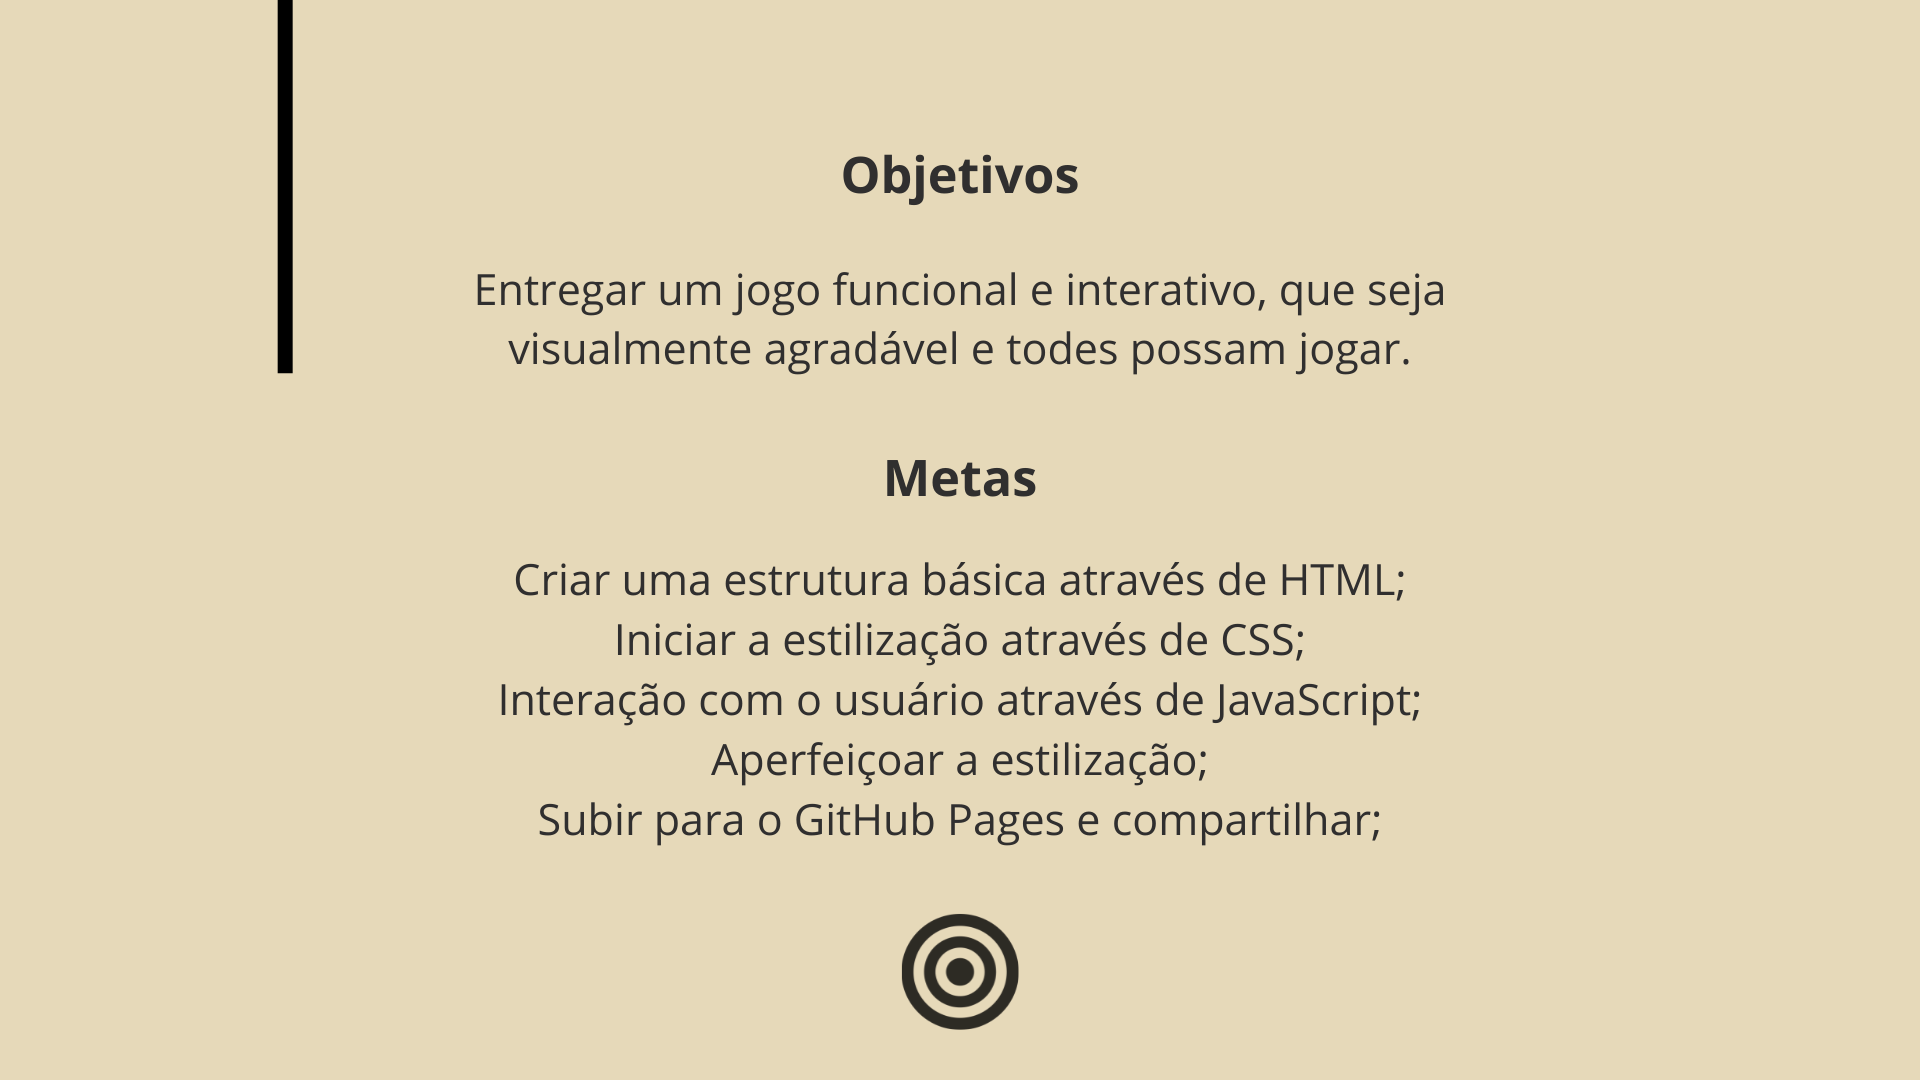 Objetivos
Entregar um jogo funcional e interativo, que seja
visualmente agradável e todes possam jogar.
Metas
Criar uma estrutura básica através de HTML;
Iniciar a estilização através de CSS;
Interação com o usuário através de JavaScript;
Aperfeiçoar a estilização;
Subir para o GitHub Pages e compartilhar;